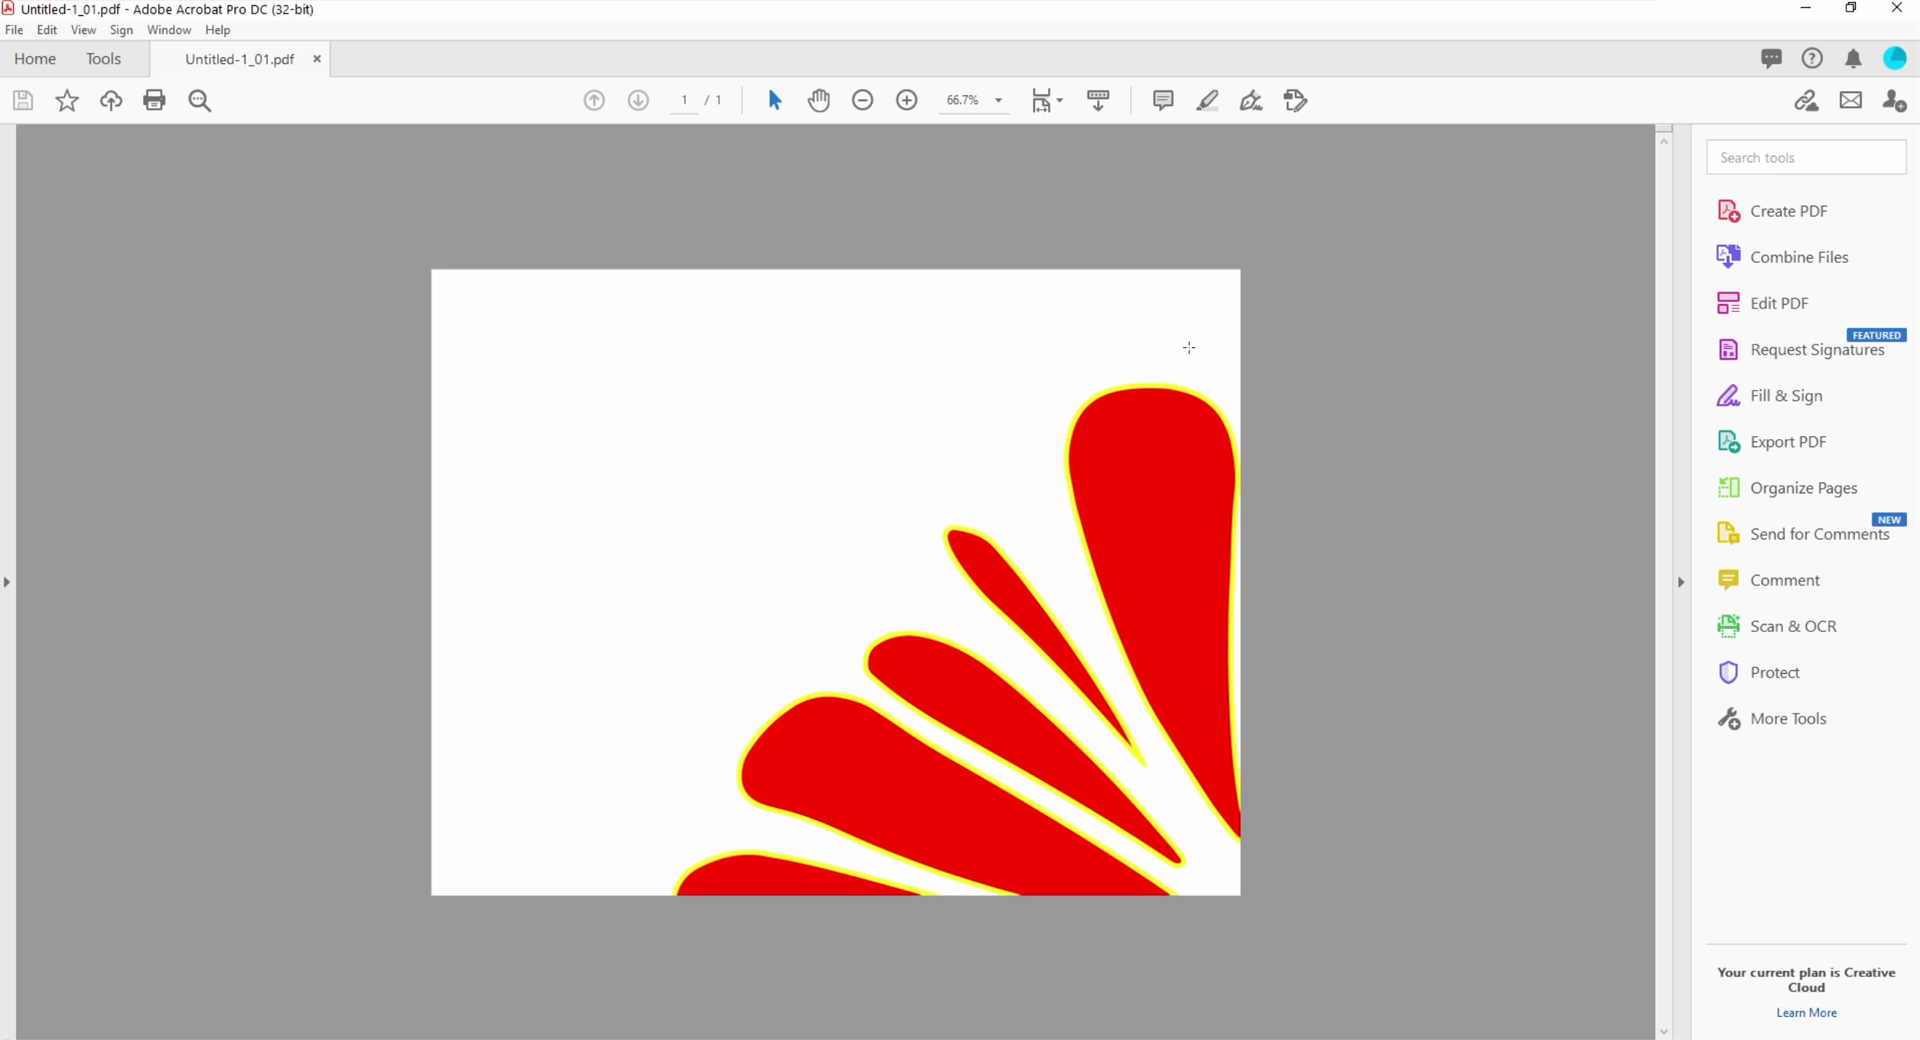 Untitled-1_01.pdf - Adobe Acrobat Pro DC (32-bit)
File Edit View Sign Window Help
Home Tools Untitled-1_01.pdf
1 / 1 66.7%
Search tools
Create PDF
Combine Files
Edit PDF
FEATURED
Request Signatures
Fill & Sign
Export PDF
Organize Pages
NEW
Send for Comments
Comment
Scan & OCR
Protect
More Tools
Your current plan is Creative
Cloud
Learn More